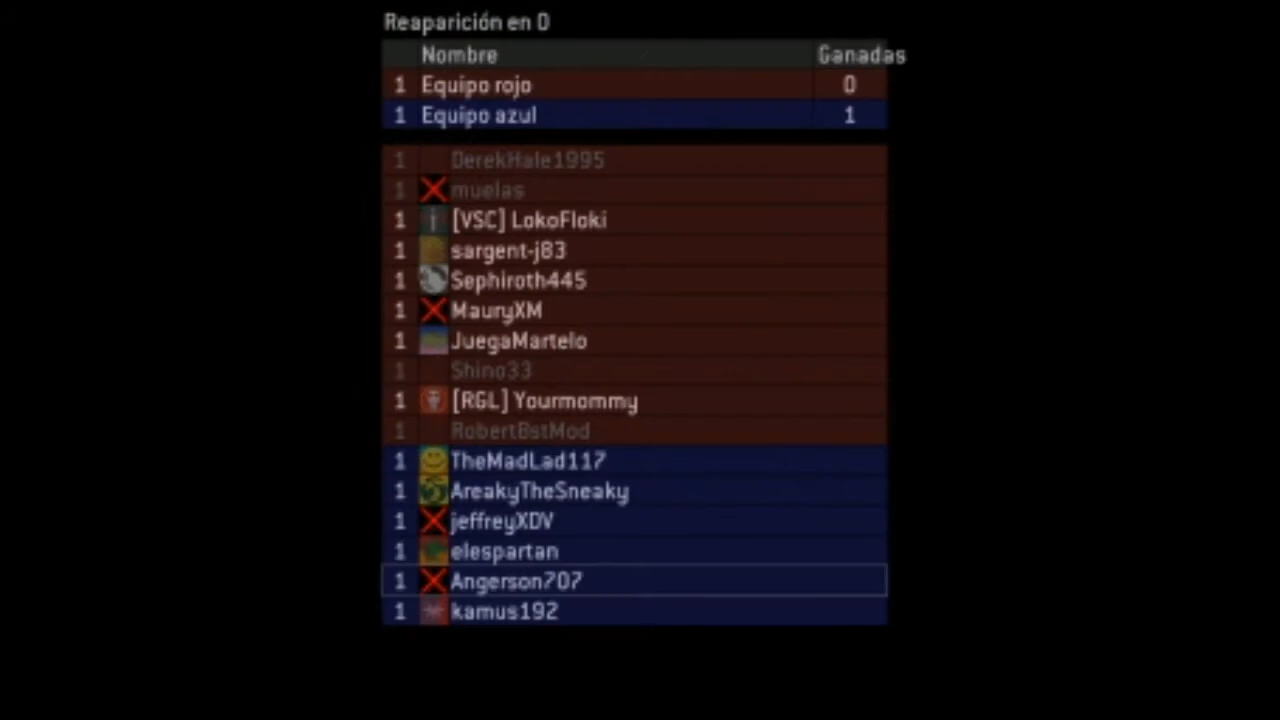 Reaparición en 0
Nombre Ganadas
1 Equipo rojo 0
1 Equipo azul 1
1 DerekHale1995
1 muelas
1 [VSC] LokoFloki
1 sargent-j83
1 Sephiroth445
1 MauryXM
1 JuegaMartelo
1 Shino33
1 [RGL] Yourmommy
1 RobertBstMod
1 TheMadLad117
1 AreakyTheSneaky
1 jeffreyXDV
1 elespartan
1 Angerson707
1 kamus192